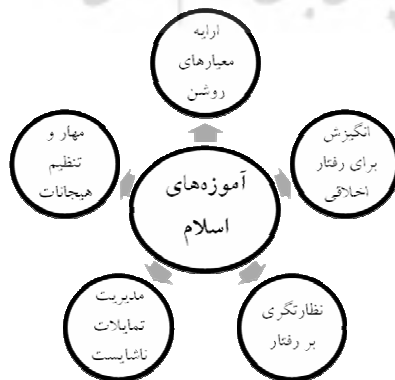 ارایه
معیارهای
روشن
انگیزش
برای رفتار
اخلاقی
مهار و
تنظیم
هیجانات
آموزه‌های
اسلام
مدیریت
تمایلات
ناشایست
نظارتگری
بر رفتار